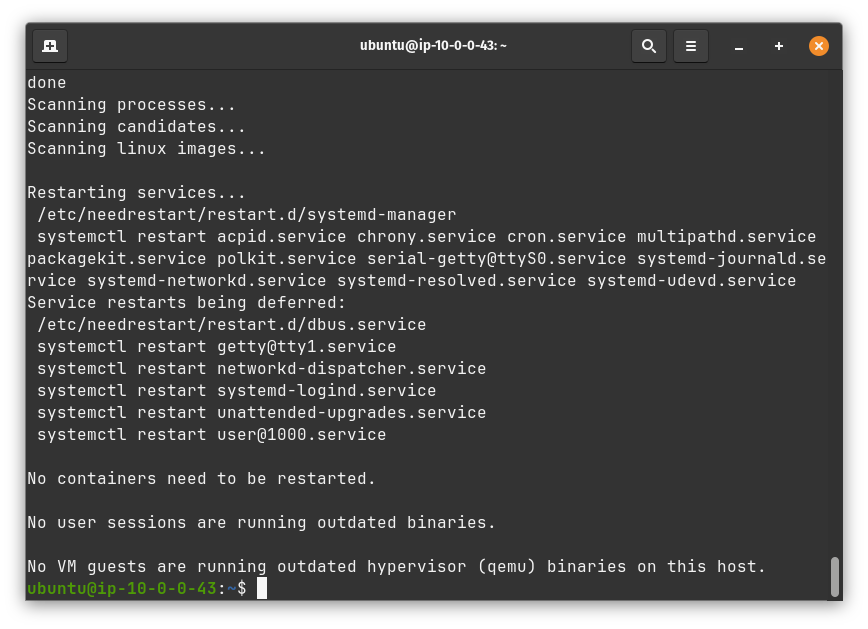 ubuntu@ip-10-0-0-43: ~
done
Scanning processes...
Scanning candidates...
Scanning linux images...
Restarting services...
 /etc/needrestart/restart.d/systemd-manager
 systemctl restart acpid.service chrony.service cron.service multipathd.service
packagekit.service polkit.service serial-getty@ttyS0.service systemd-journald.se
rvice systemd-networkd.service systemd-resolved.service systemd-udevd.service
Service restarts being deferred:
 /etc/needrestart/restart.d/dbus.service
 systemctl restart getty@tty1.service
 systemctl restart networkd-dispatcher.service
 systemctl restart systemd-logind.service
 systemctl restart unattended-upgrades.service
 systemctl restart user@1000.service
No containers need to be restarted.
No user sessions are running outdated binaries.
No VM guests are running outdated hypervisor (qemu) binaries on this host.
ubuntu@ip-10-0-0-43:~$